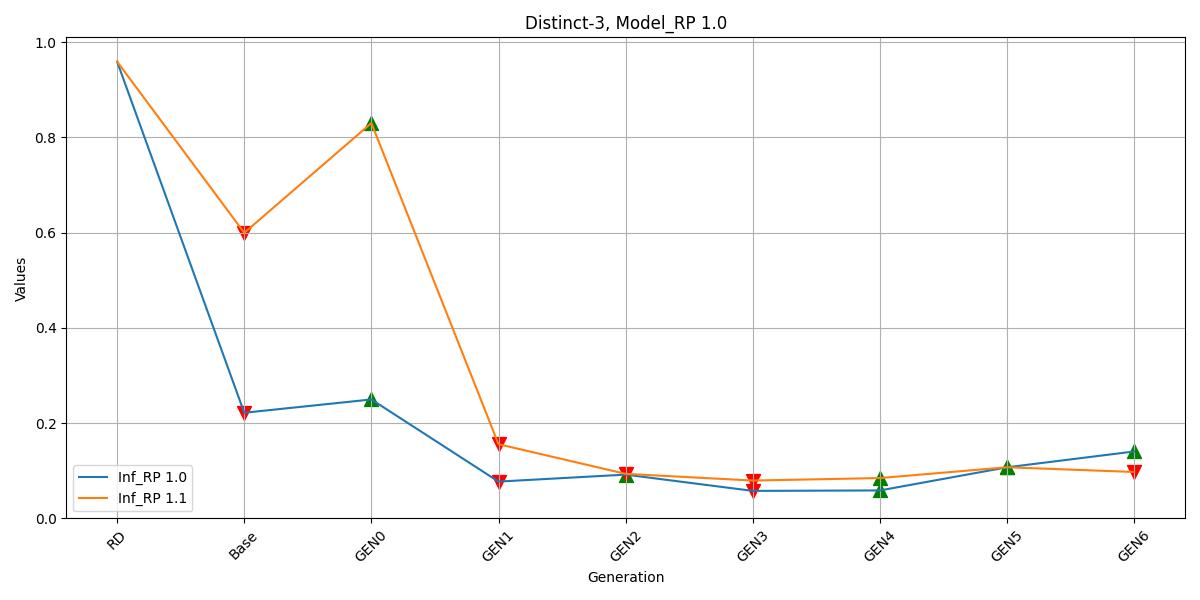 Distinct-3, Model_RP 1.0
Values
1.0
0.8
0.6
0.4
0.2
0.0
Inf_RP 1.0
Inf_RP 1.1
RD
Base
GEN0
GEN1
GEN2
GEN3
GEN4
GEN5
GEN6
Generation